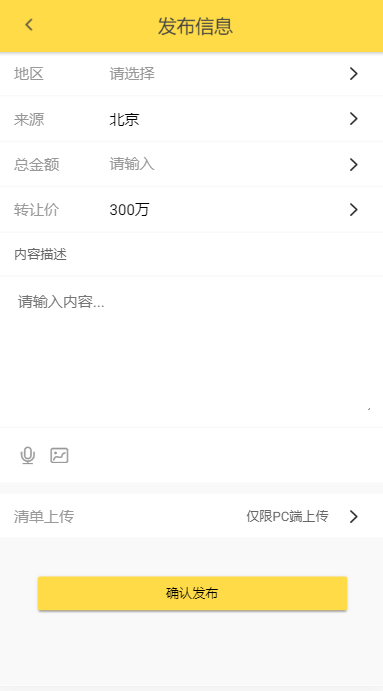 发布信息
地区 请选择
来源 北京
总金额 请输入
转让价 300万
内容描述
请输入内容...
清单上传 仅限PC端上传
确认发布